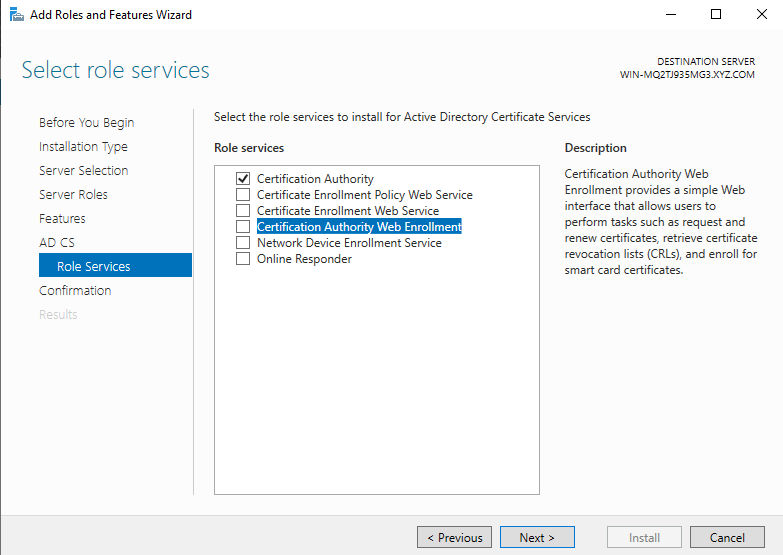 Add Roles and Features Wizard
Select role services
DESTINATION SERVER
WIN-MQ2TJ935MG3.XYZ.COM
Before You Begin
Installation Type
Server Selection
Server Roles
Features
AD CS
Role Services
Confirmation
Results
Select the role services to install for Active Directory Certificate Services
Role services
Certification Authority
Certificate Enrollment Policy Web Service
Certificate Enrollment Web Service
Certification Authority Web Enrollment
Network Device Enrollment Service
Online Responder
Description
Certification Authority Web
Enrollment provides a simple Web
interface that allows users to
perform tasks such as request and
renew certificates, retrieve certificate
revocation lists (CRLs), and enroll for
smart card certificates.
< Previous
Next >
Install
Cancel